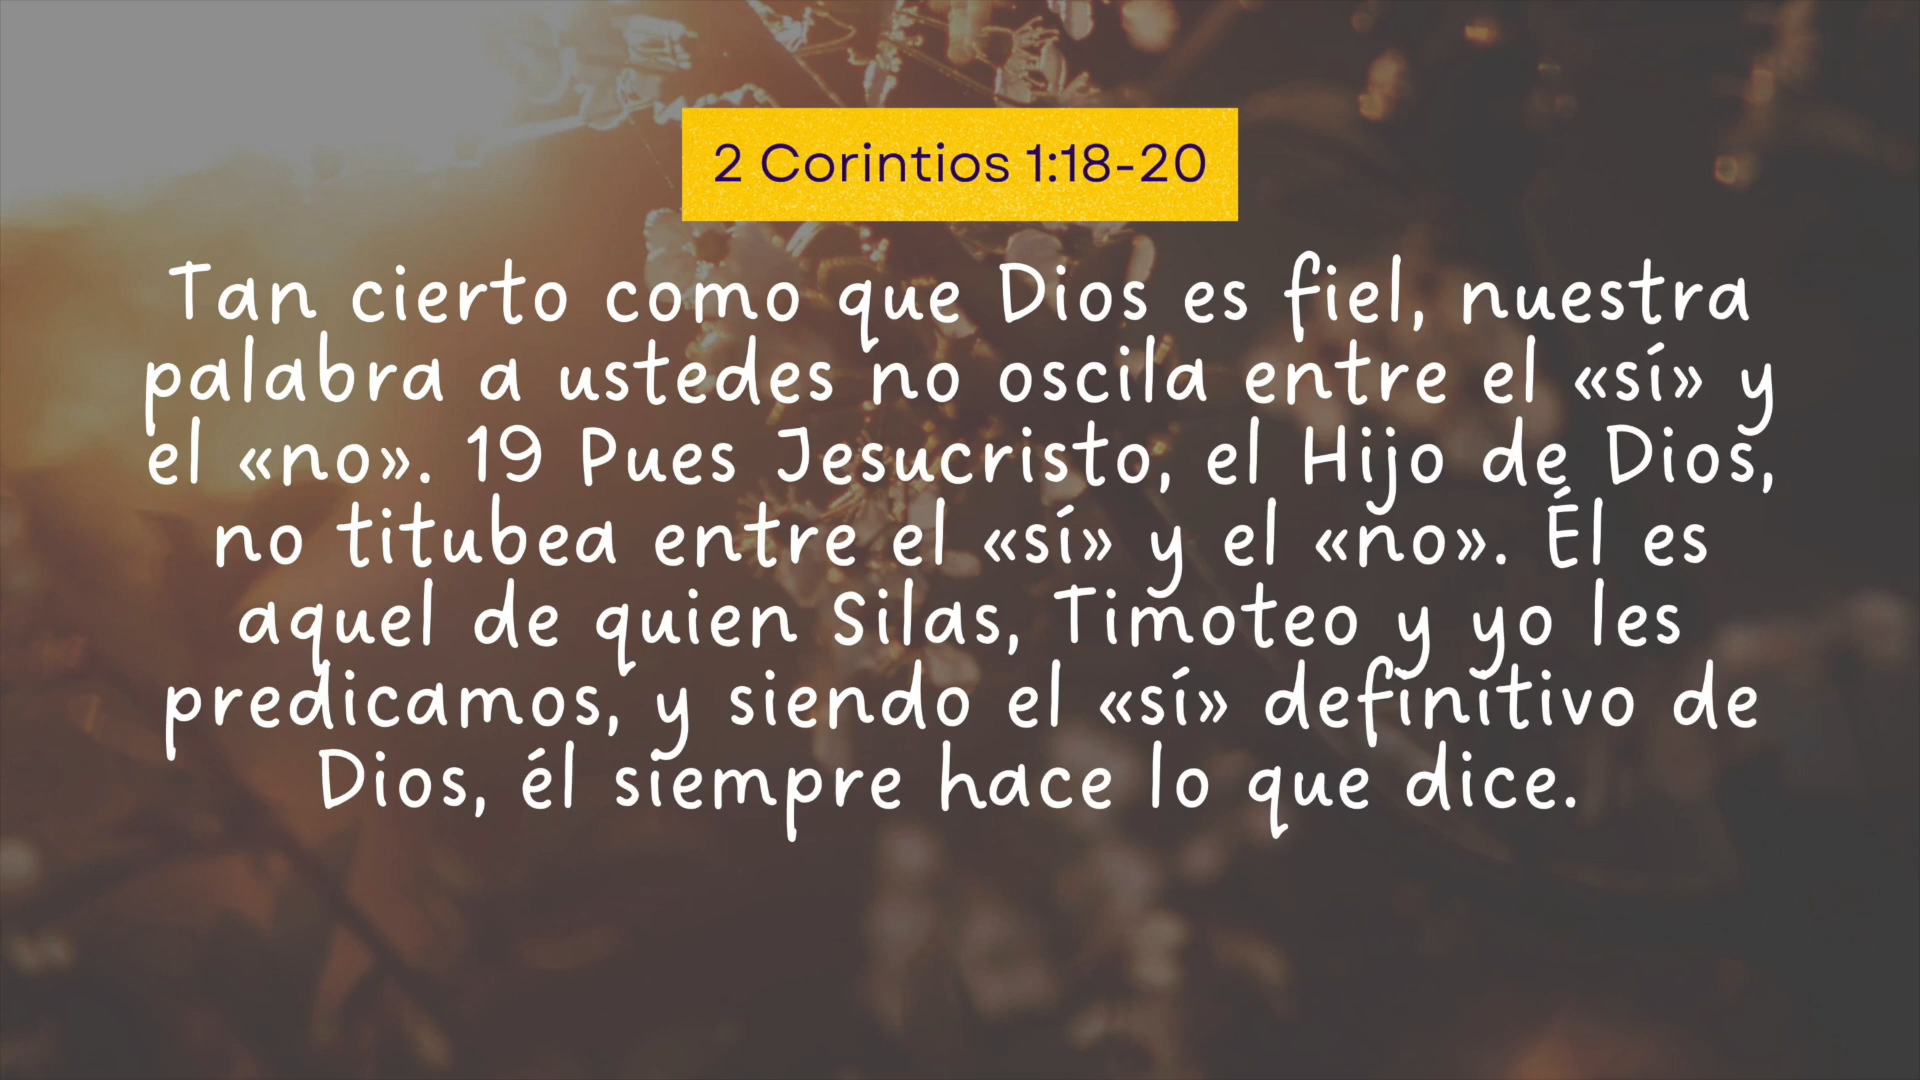 2 Corintios 1:18-20
Tan cierto como que Dios es fiel, nuestra
palabra a ustedes no oscila entre el «sí» y
el «no». 19 Pues Jesucristo, el Hijo de Dios,
no titubea entre el «sí» y el «no». Él es
aquel de quien Silas, Timoteo y yo les
predicamos, y siendo el «sí» definitivo de
Dios, él siempre hace lo que dice.